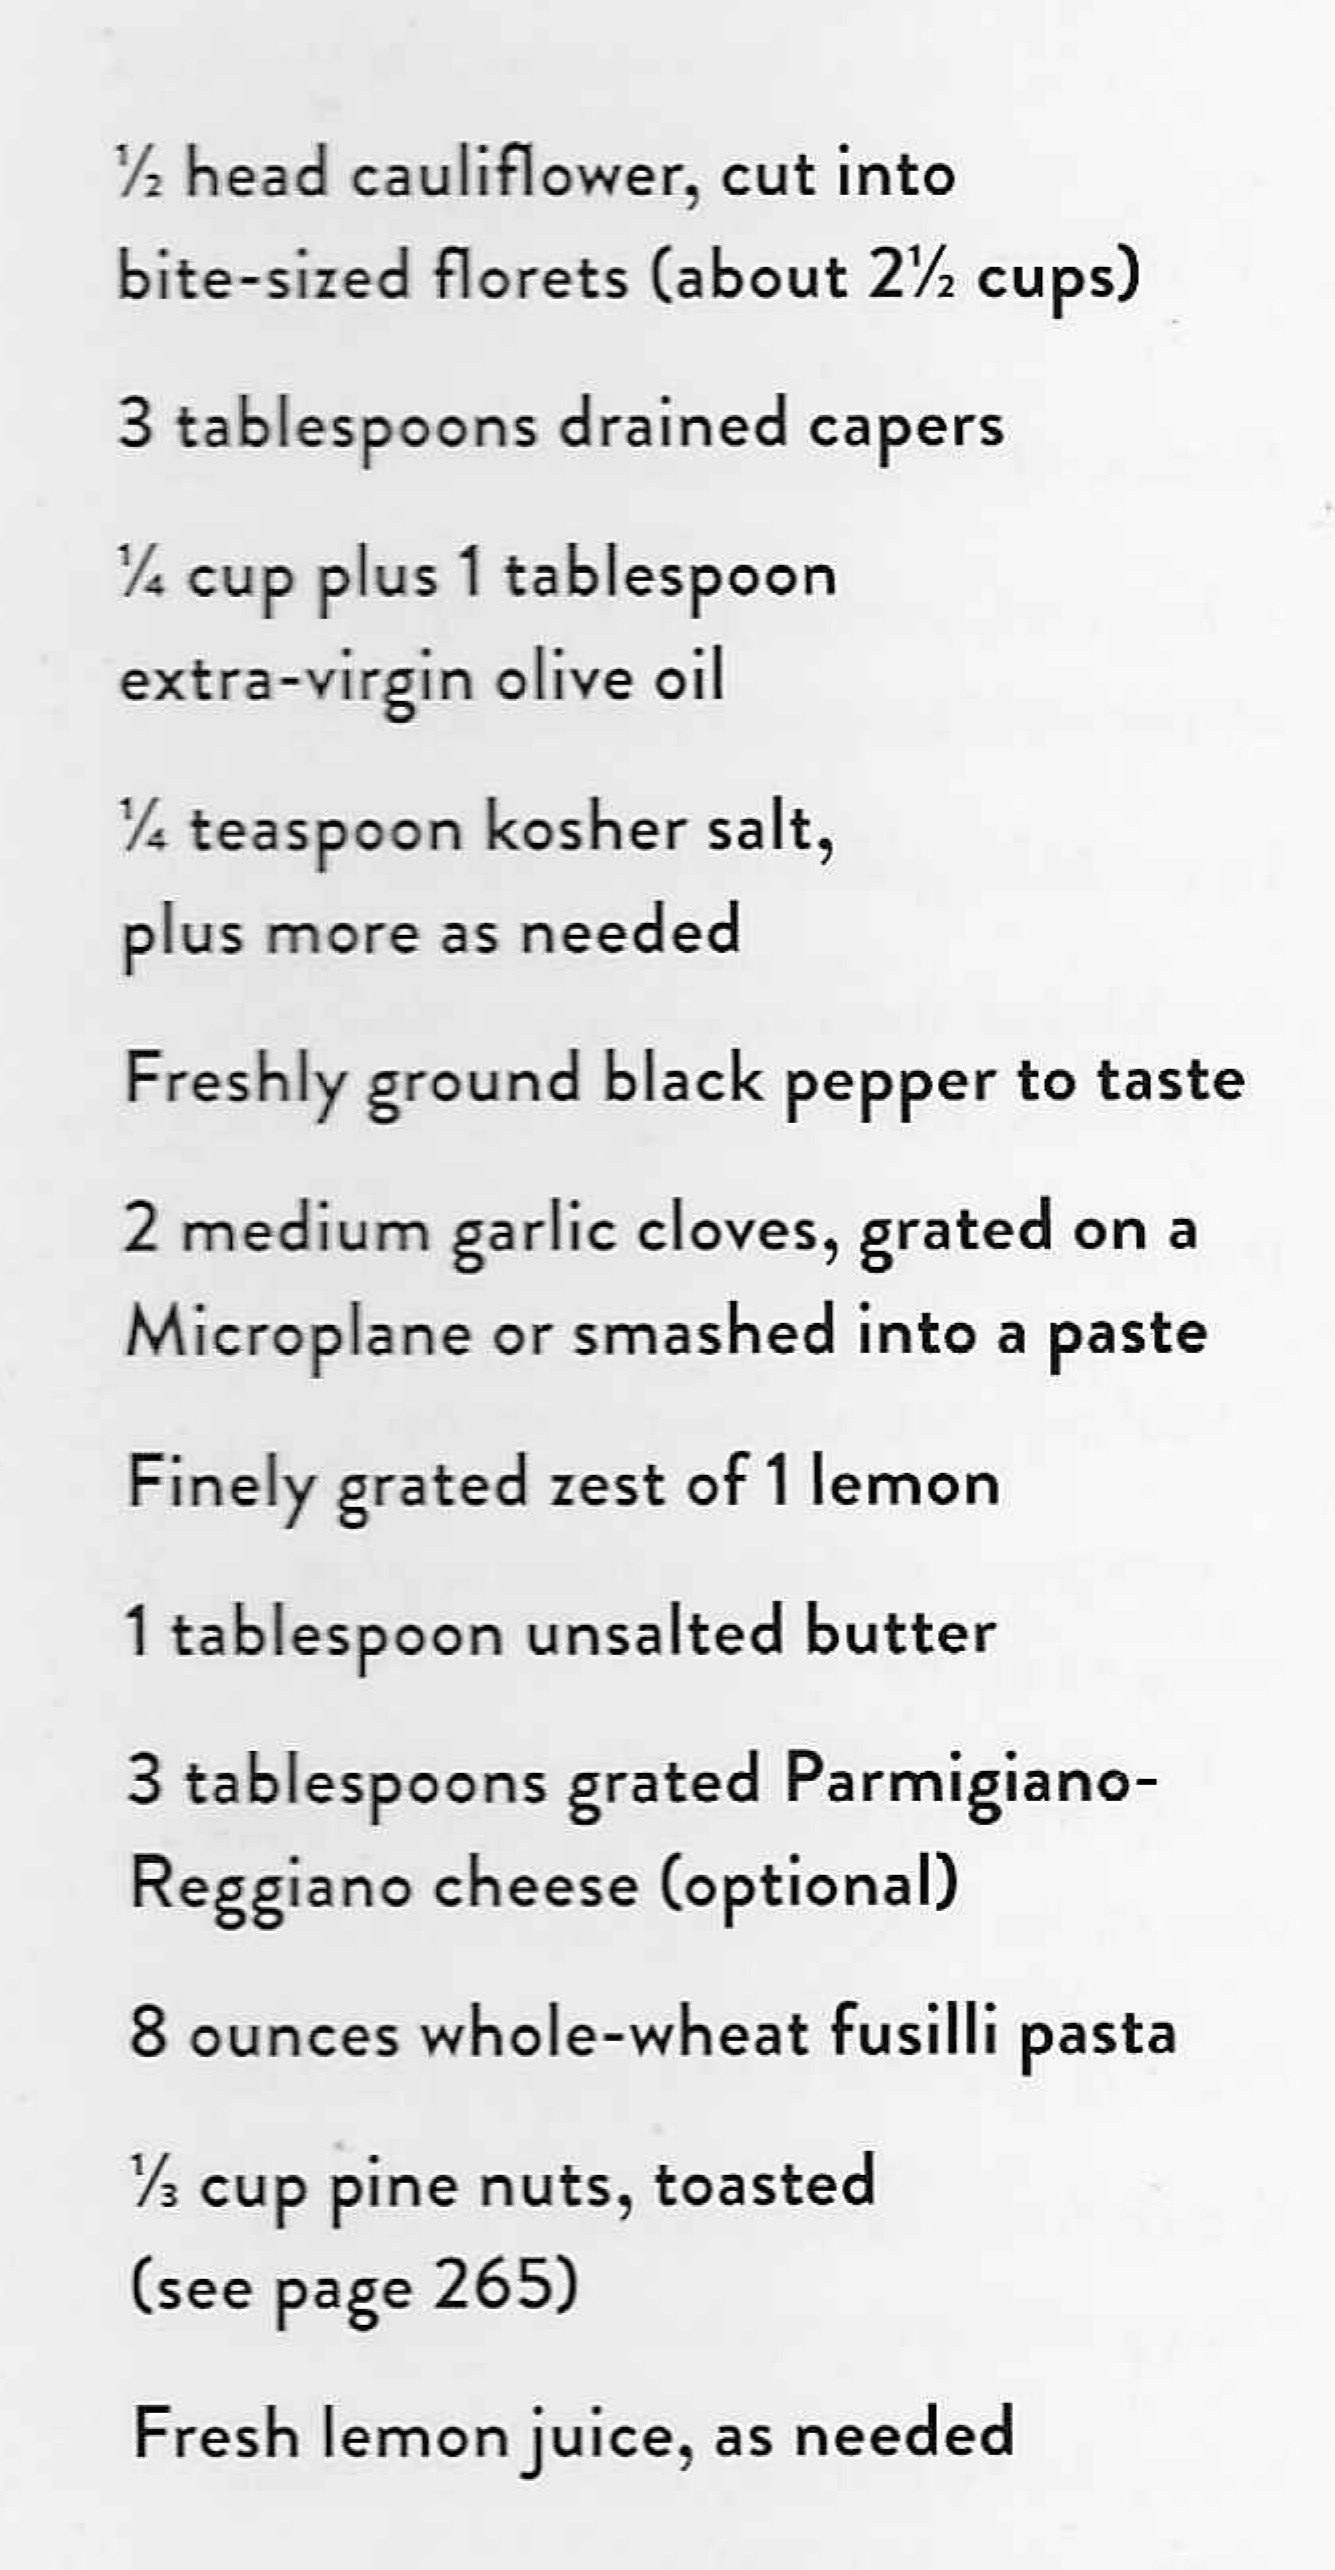 ½ head cauliflower, cut into
bite-sized florets (about 2½ cups)
3 tablespoons drained capers
¼ cup plus 1 tablespoon
extra-virgin olive oil
¼ teaspoon kosher salt,
plus more as needed
Freshly ground black pepper to taste
2 medium garlic cloves, grated on a
Microplane or smashed into a paste
Finely grated zest of 1 lemon
1 tablespoon unsalted butter
3 tablespoons grated Parmigiano-
Reggiano cheese (optional)
8 ounces whole-wheat fusilli pasta
⅓ cup pine nuts, toasted
(see page 265)
Fresh lemon juice, as needed